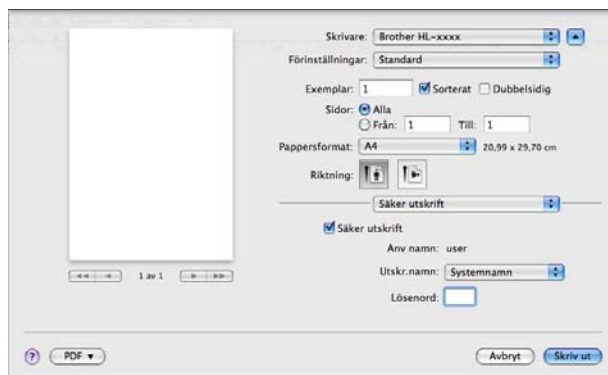 Skrivare: Brother HL-xxxx
Förinställningar: Standard
Exemplar: 1 Sorterat Dubbelsidig
Sidor: Alla
Från: 1 Till: 1
Pappersformat: A4 20,99 x 29,70 cm
Riktning:
Säker utskrift
Säker utskrift
Anv namn: user
Utskr.namn: Systemnamn
Lösenord:
1 av 1
? PDF Avbryt Skriv ut